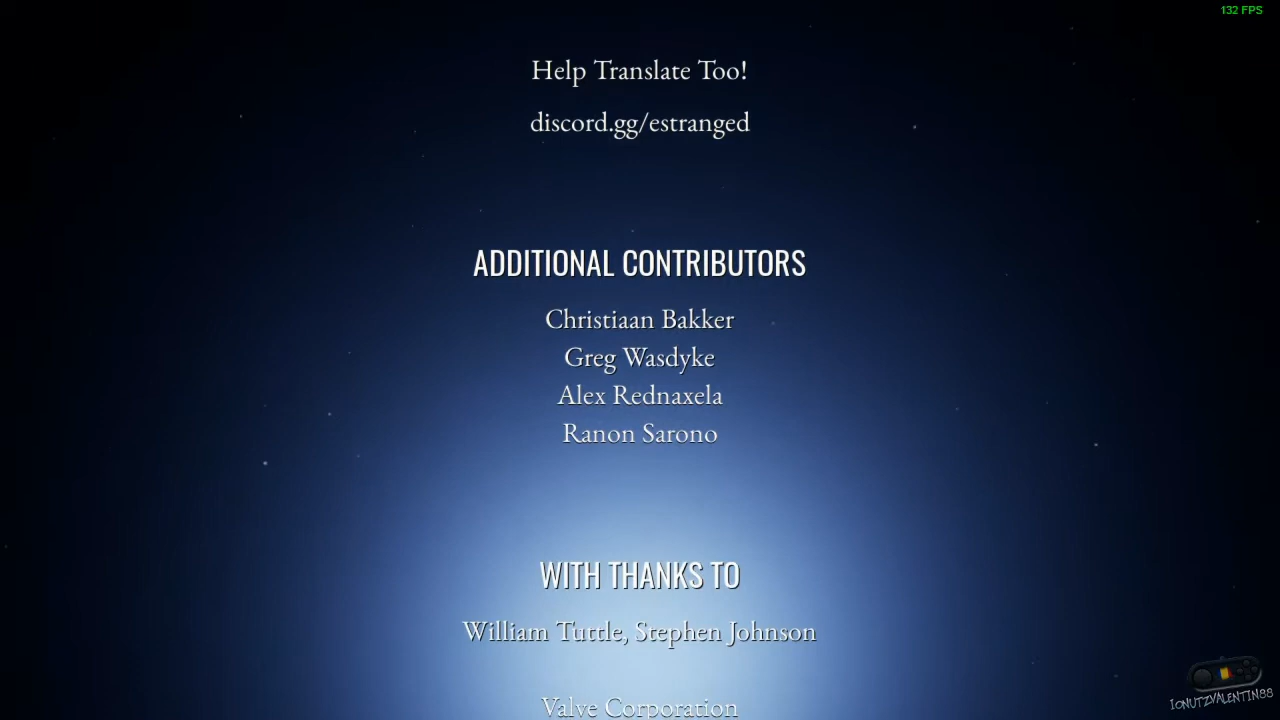 132 FPS
Help Translate Too!
discord.gg/estranged
ADDITIONAL CONTRIBUTORS
Christiaan Bakker
Greg Wasdyke
Alex Rednaxela
Ranon Sarono
WITH THANKS TO
William Tuttle, Stephen Johnson
Valve Corporation
IONUTZVALENTIN88